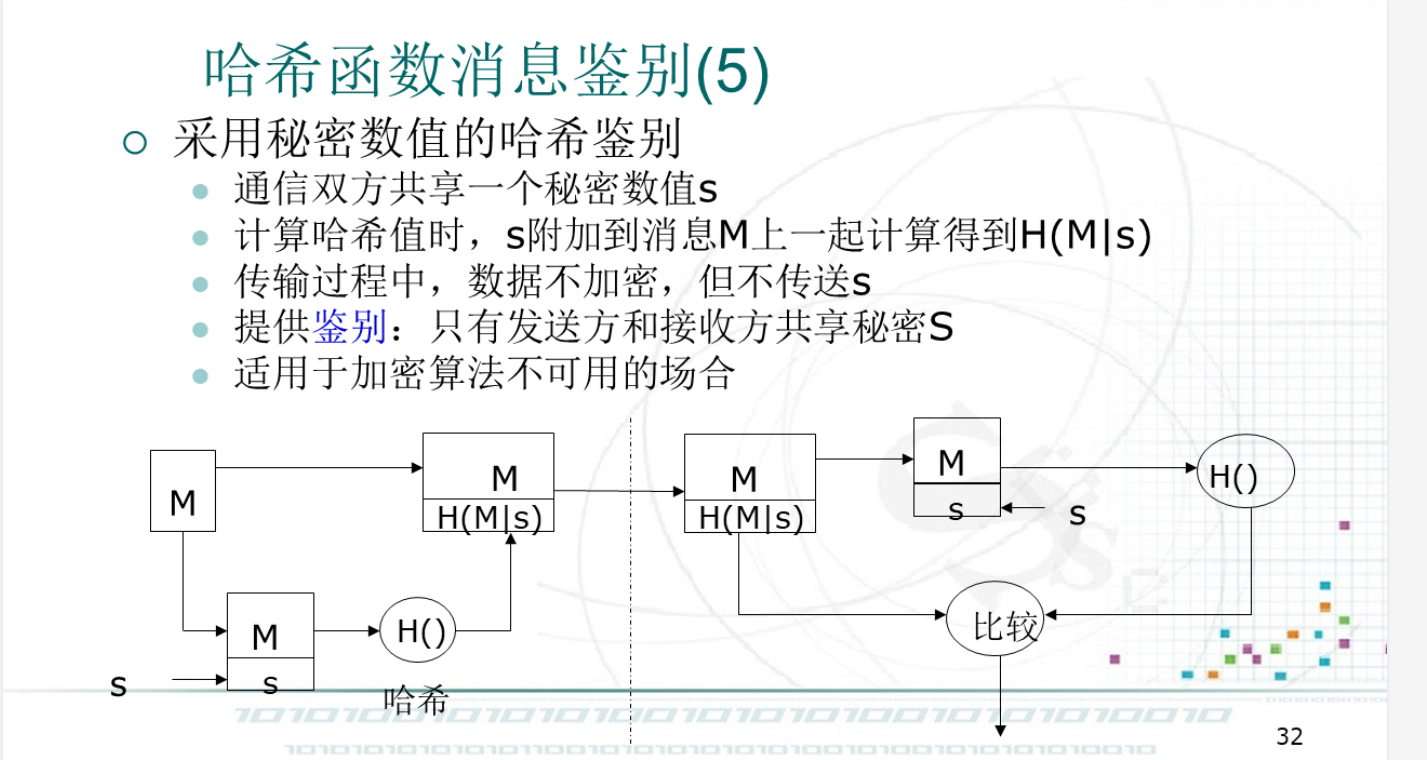 哈希函数消息鉴别(5)
采用秘密数值的哈希鉴别
通信双方共享一个秘密数值s
计算哈希值时，s附加到消息M上一起计算得到H(M|s)
传输过程中，数据不加密，但不传送s
提供鉴别：只有发送方和接收方共享秘密S
适用于加密算法不可用的场合
M
M
H(M|s)
M
s
s
H()
哈希
M
H(M|s)
M
s
s
H()
比较
32